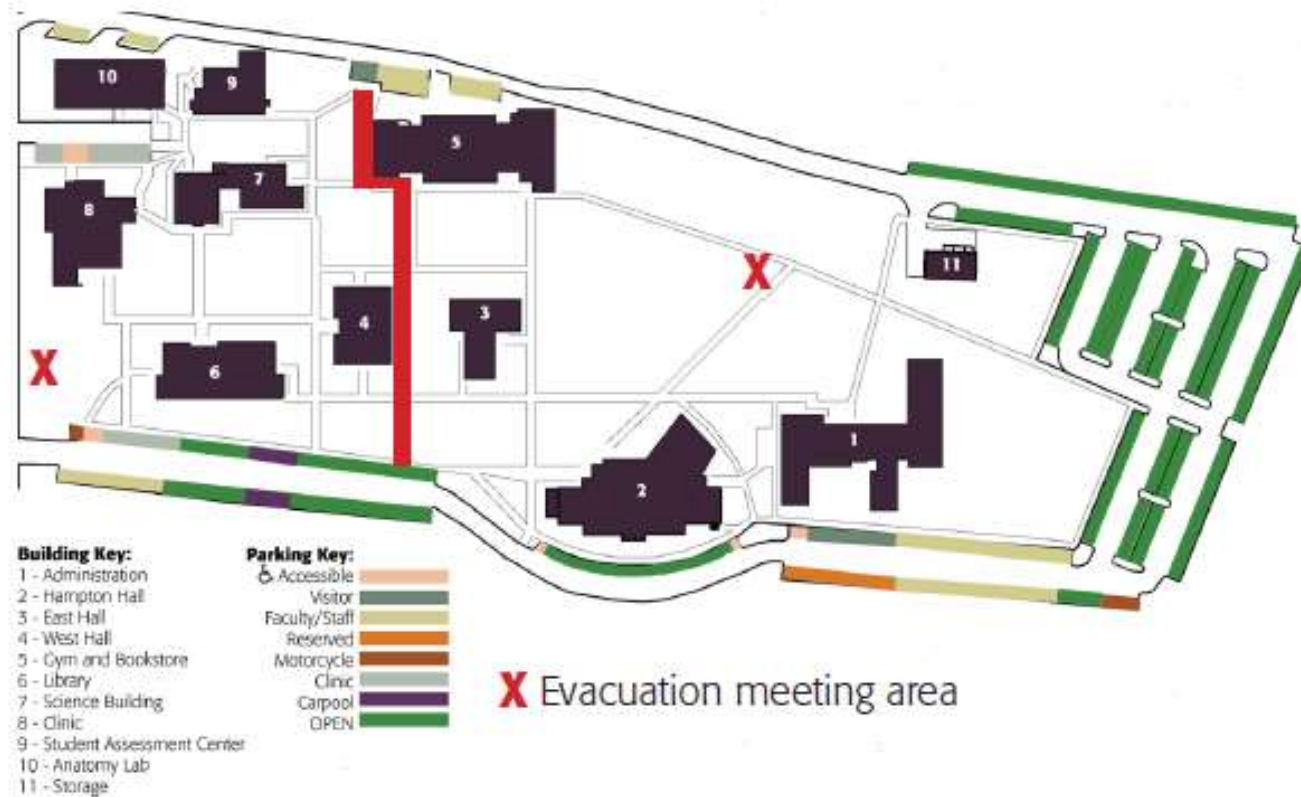 10
9
5
7
8
11
4
3
6
X
X
1
2
Building Key:
1 - Administration
2 - Hampton Hall
3 - East Hall
4 - West Hall
5 - Gym and Bookstore
6 - Library
7 - Science Building
8 - Clinic
9 - Student Assessment Center
10 - Anatomy Lab
11 - Storage
Parking Key:
♿ Accessible
Visitor
Faculty/Staff
Reserved
Motorcycle
Clinic
Carpool
OPEN
X Evacuation meeting area